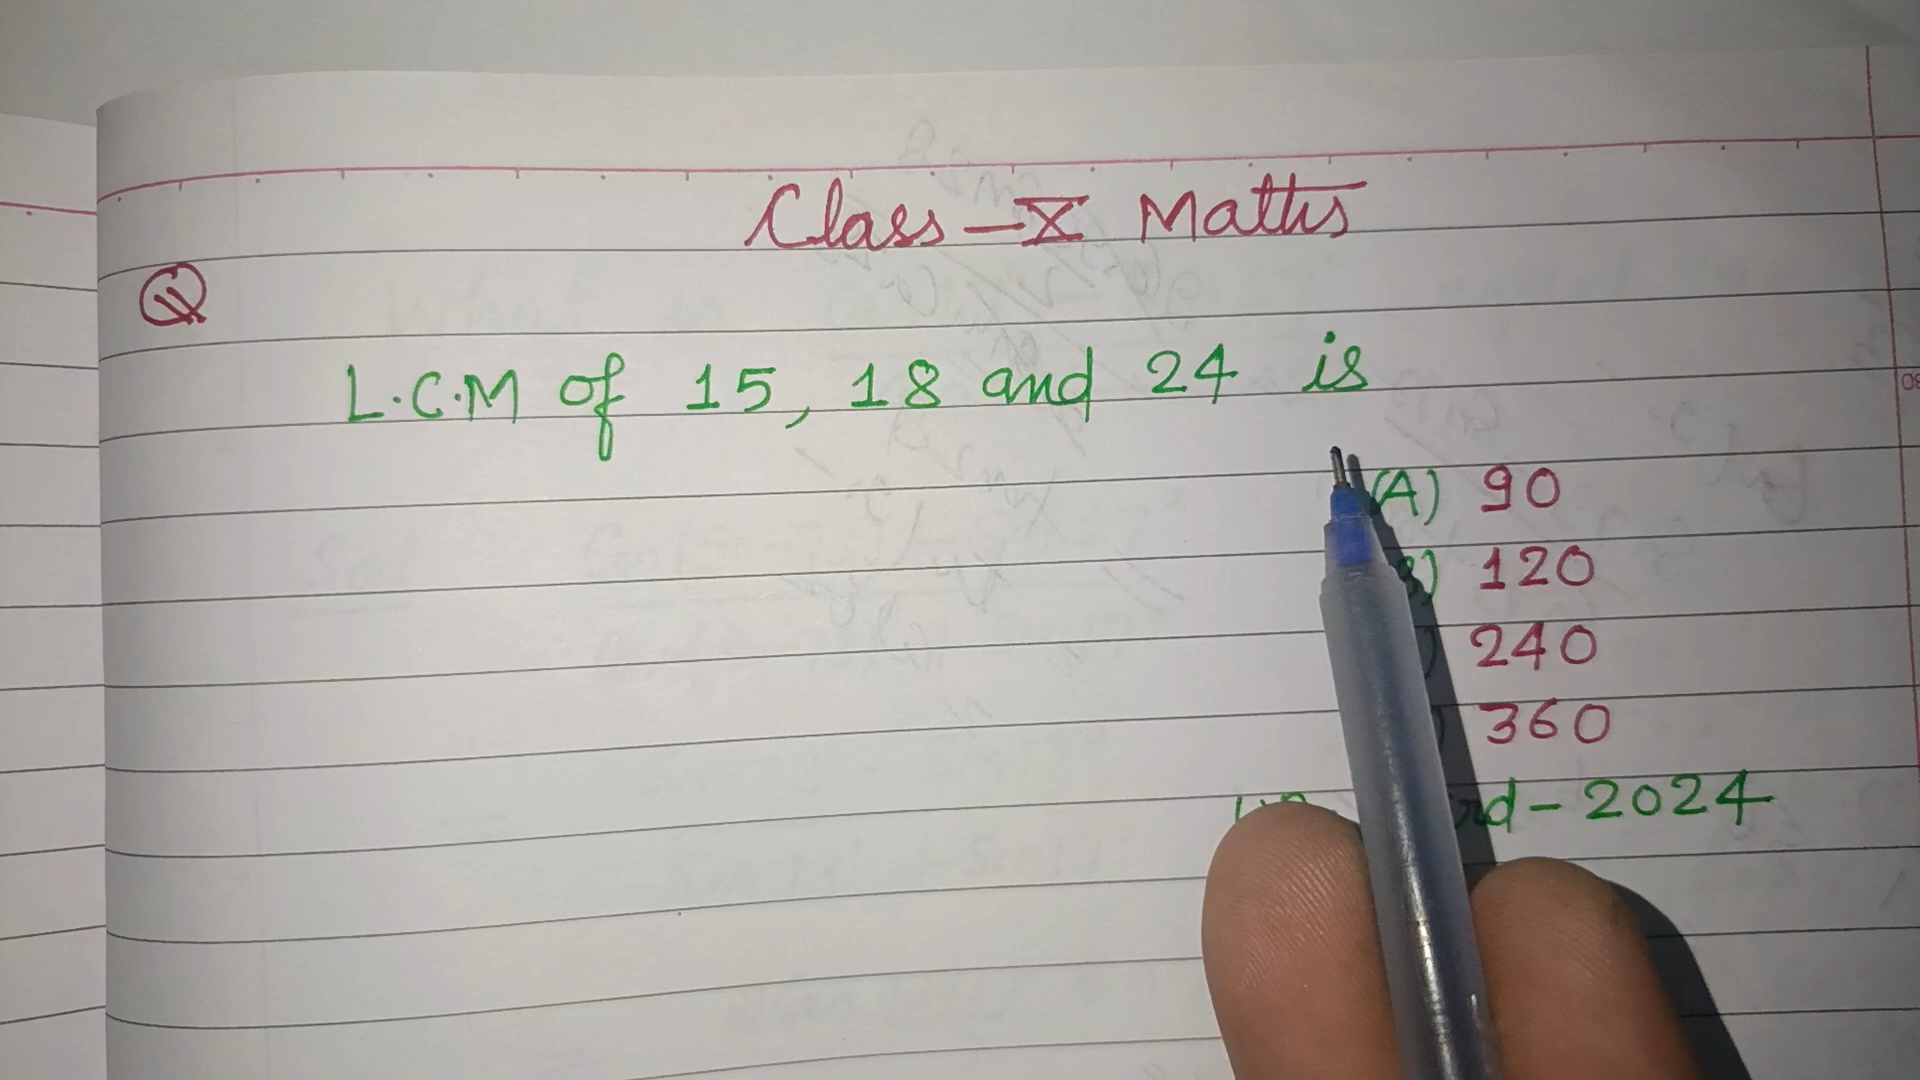 Class-X Maths
Q
L.C.M of 15, 18 and 24 is
(A) 90
120
240
360
2024